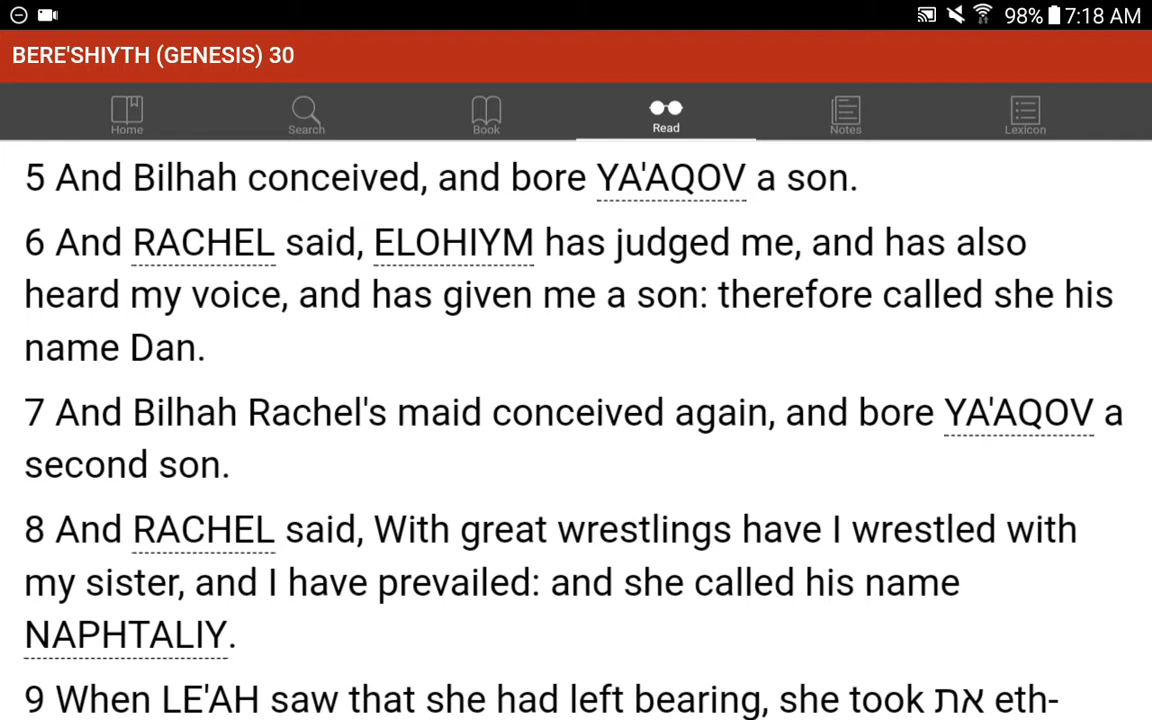 98% 7:18 AM
BERE'SHIYTH (GENESIS) 30
Home Search Book Read Notes Lexicon
5 And Bilhah conceived, and bore YA'AQOV a son.
6 And RACHEL said, ELOHIYM has judged me, and has also
heard my voice, and has given me a son: therefore called she his
name Dan.
7 And Bilhah Rachel's maid conceived again, and bore YA'AQOV a
second son.
8 And RACHEL said, With great wrestlings have I wrestled with
my sister, and I have prevailed: and she called his name
NAPHTALIY.
9 When LE'AH saw that she had left bearing, she took את eth-